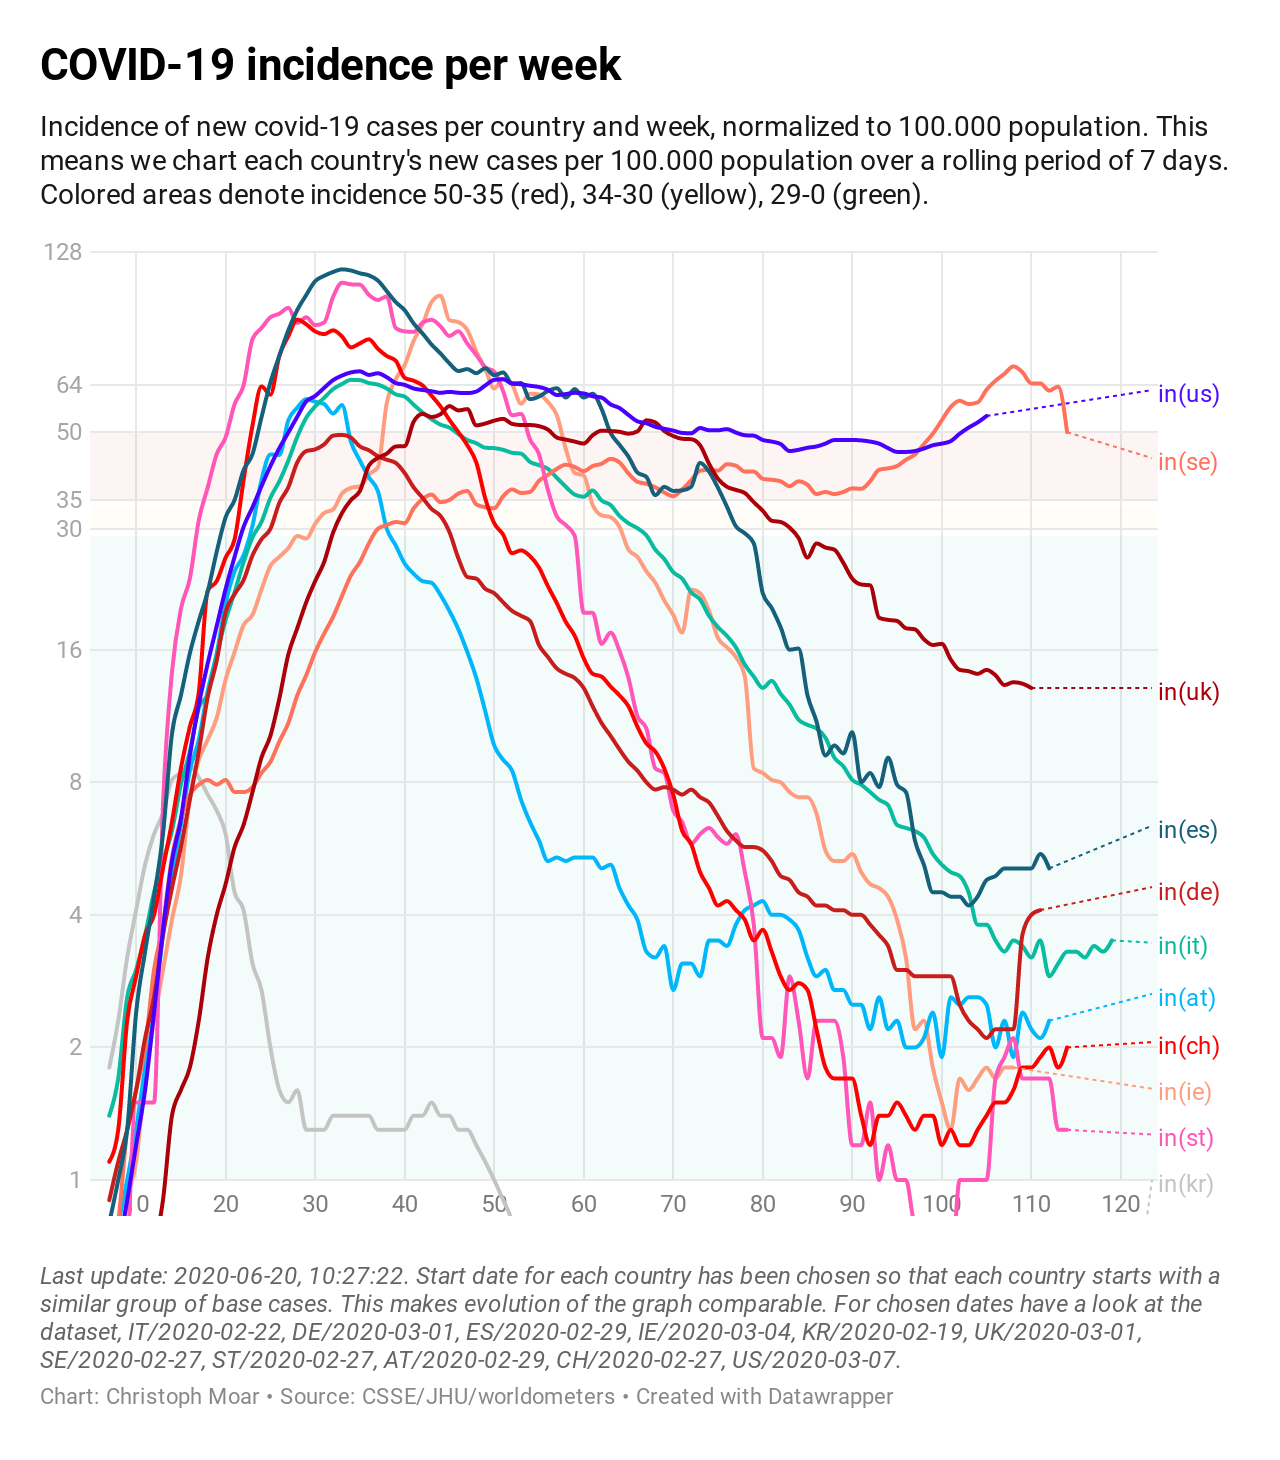 COVID-19 incidence per week
Incidence of new covid-19 cases per country and week, normalized to 100.000 population. This
means we chart each country's new cases per 100.000 population over a rolling period of 7 days.
Colored areas denote incidence 50-35 (red), 34-30 (yellow), 29-0 (green).
128
64
50
35
30
16
8
4
2
1
in(us)
in(se)
in(uk)
in(es)
in(de)
in(it)
in(at)
in(ch)
in(ie)
in(st)
in(kr)
0 20 30 40 50 60 70 80 90 100 110 120
Last update: 2020-06-20, 10:27:22. Start date for each country has been chosen so that each country starts with a
similar group of base cases. This makes evolution of the graph comparable. For chosen dates have a look at the
dataset, IT/2020-02-22, DE/2020-03-01, ES/2020-02-29, IE/2020-03-04, KR/2020-02-19, UK/2020-03-01,
SE/2020-02-27, ST/2020-02-27, AT/2020-02-29, CH/2020-02-27, US/2020-03-07.
Chart: Christoph Moar • Source: CSSE/JHU/worldometers • Created with Datawrapper